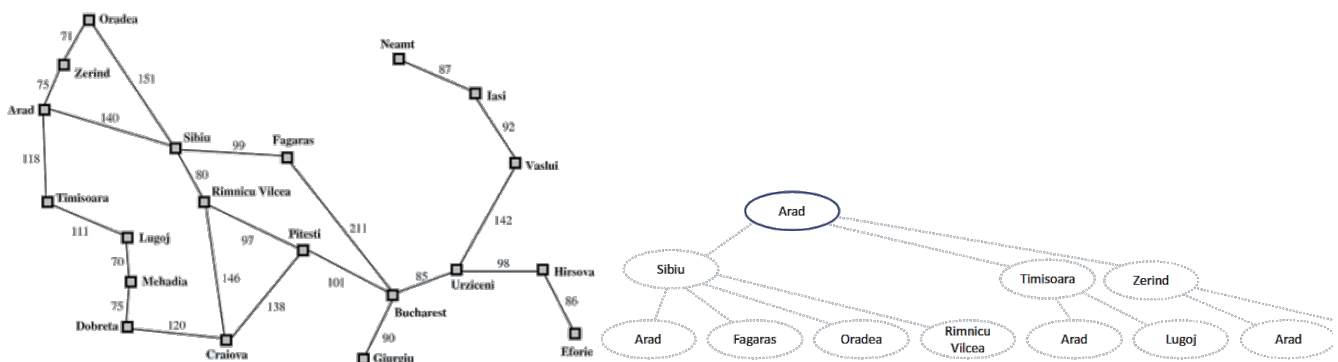 Oradea
71
Neamt
Zerind
87
151
75
Iasi
Arad
140
92
Sibiu
Fagaras
99
118
Vaslui
80
Timisoara
Rimnicu Vilcea
Arad
142
111
211
Lugoj
97
Pitesti
70
98
Sibiu
Timisoara
Zerind
146
85
Hirsova
Mehadia
101
Urziceni
138
86
75
Bucharest
120
Dobreta
90
Arad
Fagaras
Oradea
Rimnicu
Vilcea
Arad
Lugoj
Arad
Craiova
Eforie
Giurgiu